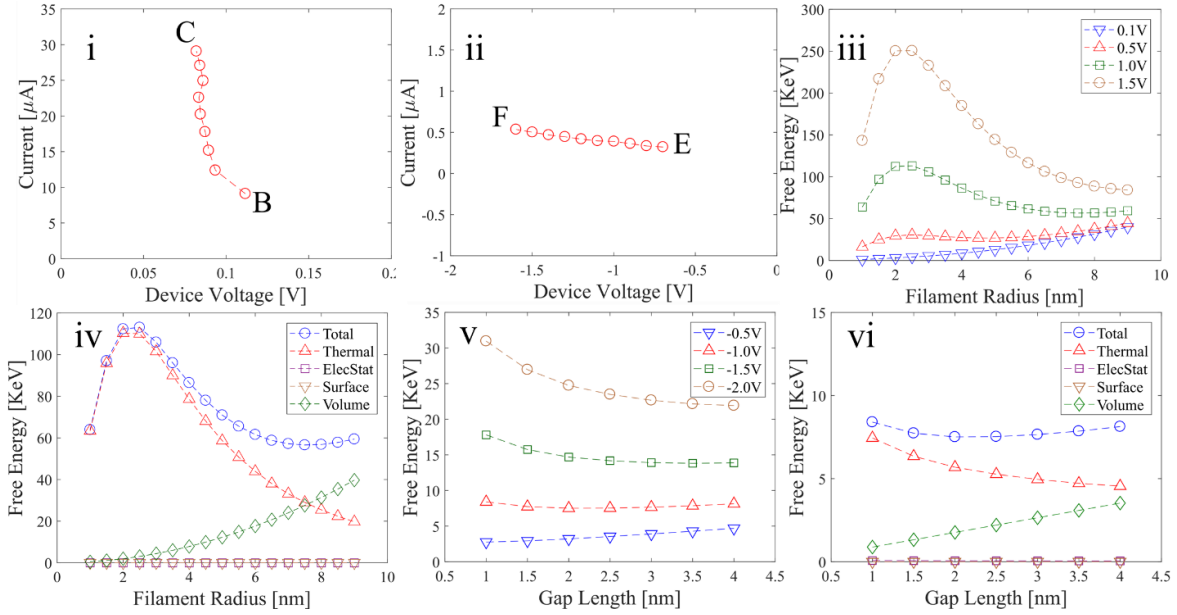 i
C
B
35
30
25
20
15
10
5
0
Current [μA]
0
0.05
0.1
0.15
Device Voltage [V]
ii
F
E
2
1.5
1
0.5
0
-0.5
-1
Current [μA]
-2
-1.5
-1
-0.5
0
Device Voltage [V]
iii
0.1V
0.5V
1.0V
1.5V
300
250
200
150
100
50
0
Free Energy [KeV]
0
2
4
6
8
10
Filament Radius [nm]
iv
Total
Thermal
ElecStat
Surface
Volume
120
100
80
60
40
20
0
Free Energy [KeV]
0
2
4
6
8
10
Filament Radius [nm]
v
-0.5V
-1.0V
-1.5V
-2.0V
35
30
25
20
15
10
5
0
Free Energy [KeV]
0.5
1
1.5
2
2.5
3
3.5
4
4.5
Gap Length [nm]
vi
Total
Thermal
ElecStat
Surface
Volume
15
10
5
0
Free Energy [KeV]
0.5
1
1.5
2
2.5
3
3.5
4
4.5
Gap Length [nm]